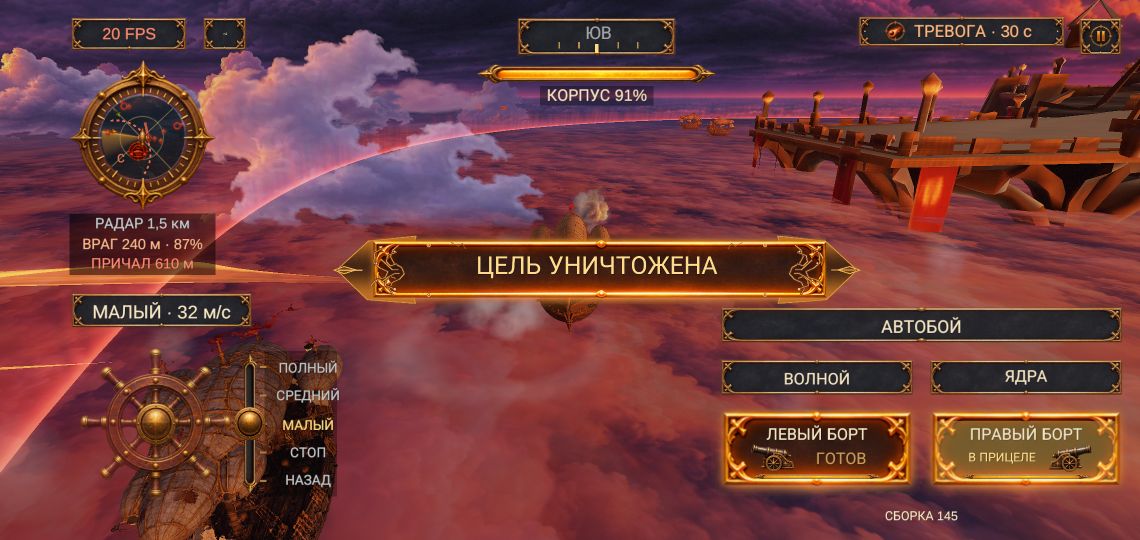 20 FPS
ЮВ
ТРЕВОГА · 30 с
КОРПУС 91%
РАДАР 1,5 км
ВРАГ 240 м · 87%
ПРИЧАЛ 610 м
ЦЕЛЬ УНИЧТОЖЕНА
МАЛЫЙ · 32 м/с
АВТОБОЙ
ПОЛНЫЙ
СРЕДНИЙ
МАЛЫЙ
СТОП
НАЗАД
ВОЛНОЙ
ЯДРА
ЛЕВЫЙ БОРТ
ГОТОВ
ПРАВЫЙ БОРТ
В ПРИЦЕЛЕ
СБОРКА 145